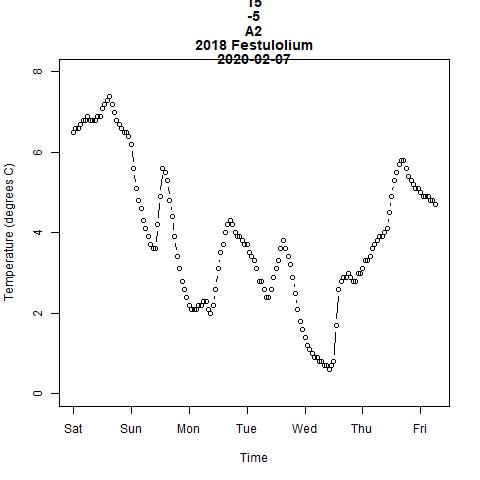 15
-5
A2
2018 Festulolium
2020-02-07
Temperature (degrees C)
8
6
4
2
0
Sat Sun Mon Tue Wed Thu Fri
Time